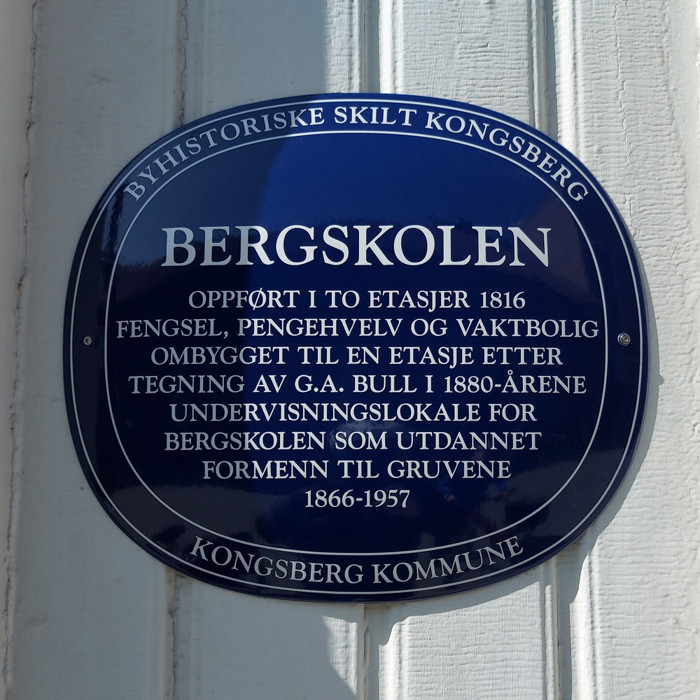 BYHISTORISKE SKILT KONGSBERG
BERGSKOLEN
OPPFØRT I TO ETASJER 1816
FENGSEL, PENGEHVELV OG VAKTBOLIG
OMBYGGET TIL EN ETASJE ETTER
TEGNING AV G.A. BULL I 1880-ÅRENE
UNDERVISNINGSLOKALE FOR
BERGSKOLEN SOM UTDANNET
FORMENN TIL GRUVENE
1866-1957
KONGSBERG KOMMUNE